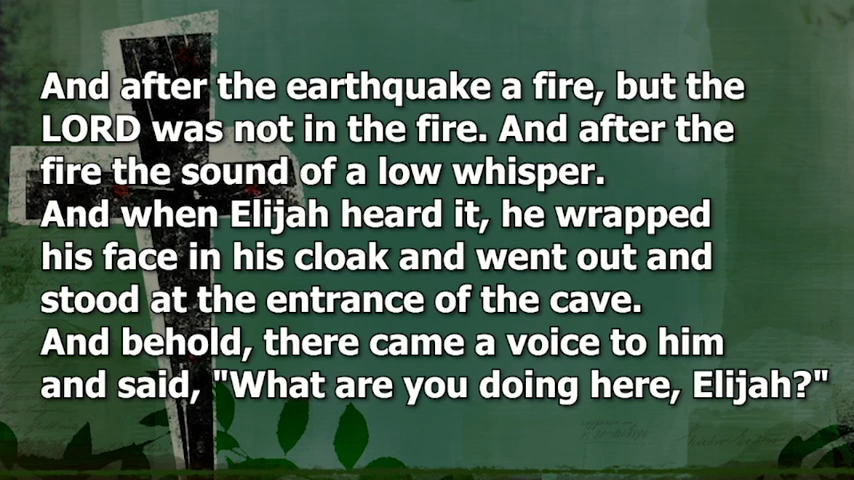 And after the earthquake a fire, but the
LORD was not in the fire. And after the
fire the sound of a low whisper.
And when Elijah heard it, he wrapped
his face in his cloak and went out and
stood at the entrance of the cave.
And behold, there came a voice to him
and said, "What are you doing here, Elijah?"